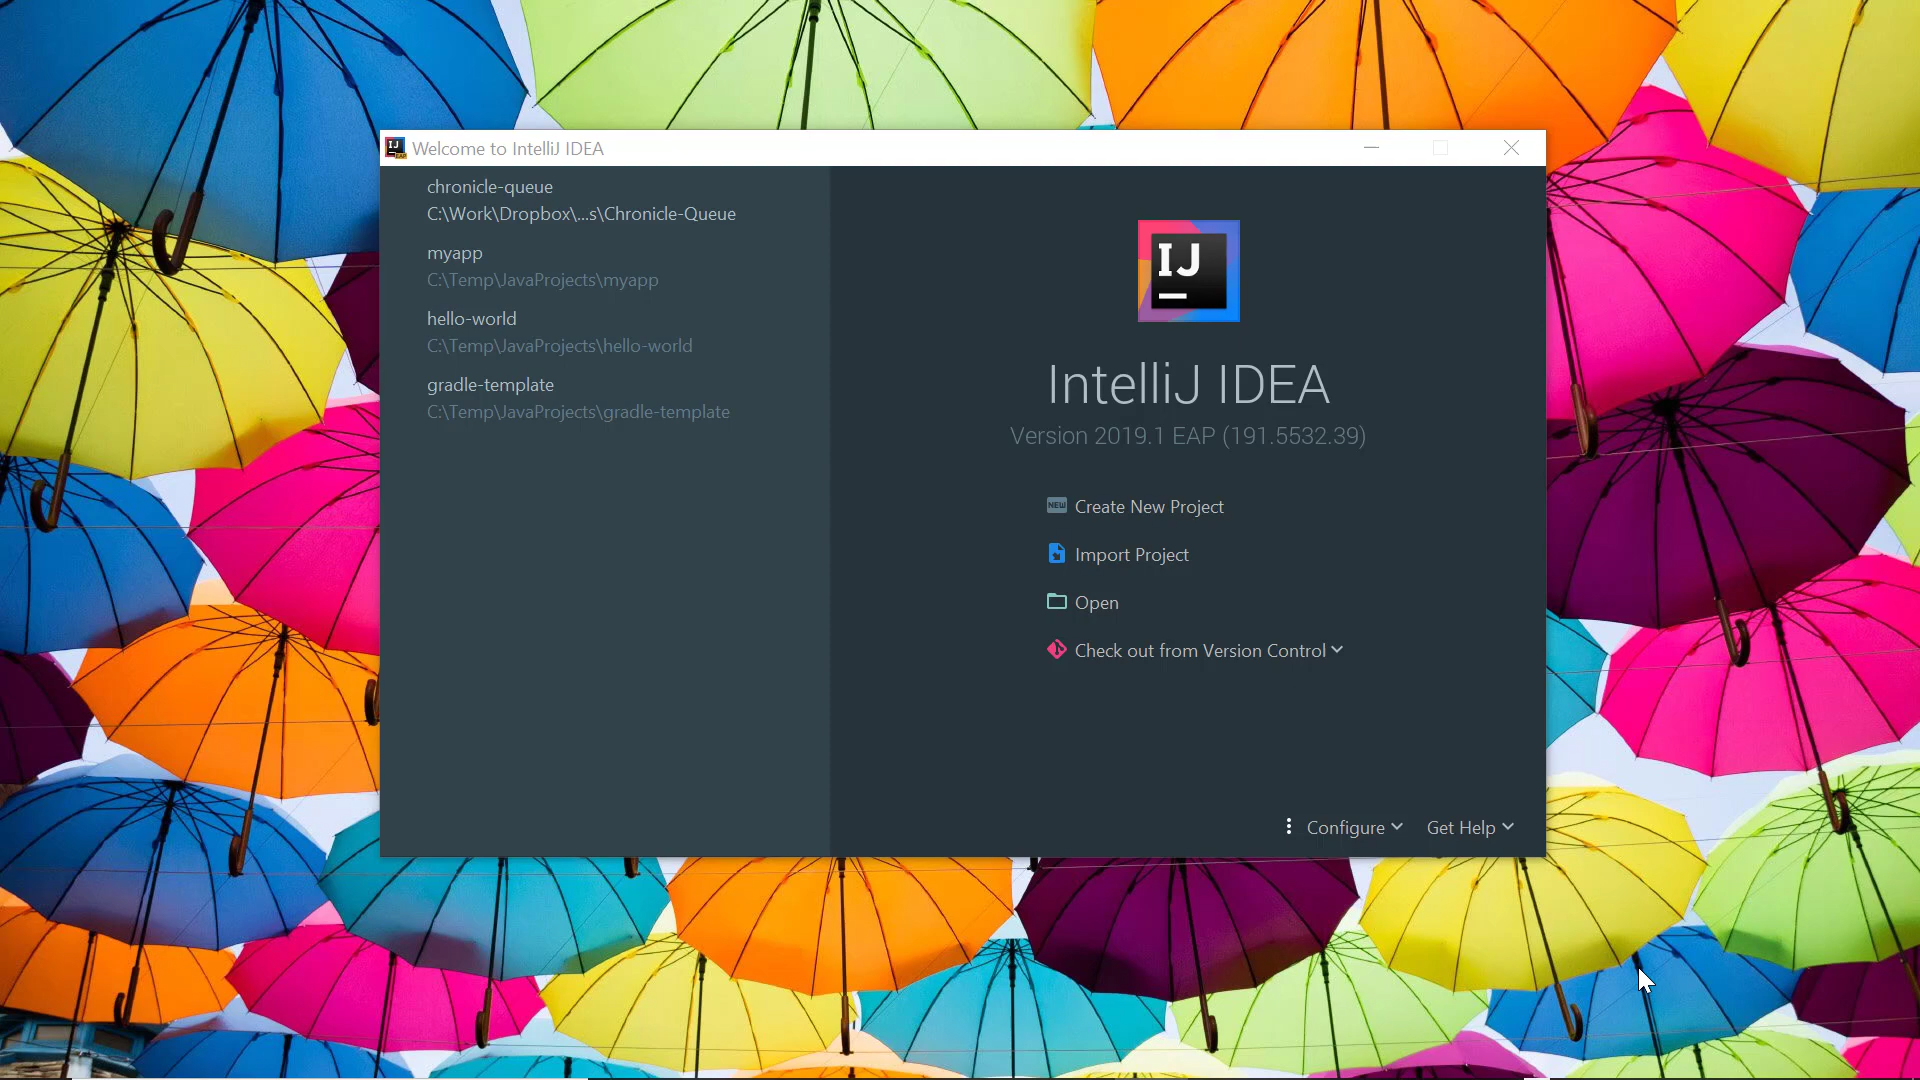 Welcome to IntelliJ IDEA
chronicle-queue
C:\Work\Dropbox\...s\Chronicle-Queue
myapp
C:\Temp\JavaProjects\myapp
hello-world
C:\Temp\JavaProjects\hello-world
gradle-template
C:\Temp\JavaProjects\gradle-template
IJ
IntelliJ IDEA
Version 2019.1 EAP (191.5532.39)
NEW Create New Project
Import Project
Open
Check out from Version Control
Configure
Get Help